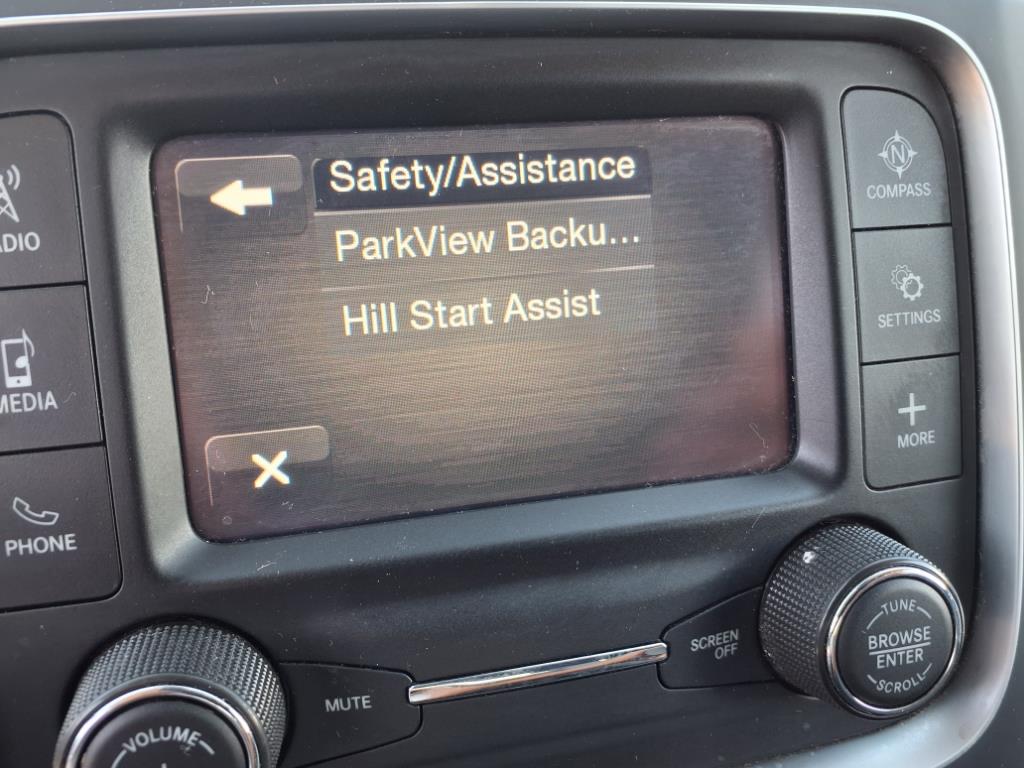 Safety/Assistance
ParkView Backu...
Hill Start Assist
ADIO
MEDIA
PHONE
N
COMPASS
SETTINGS
MORE
MUTE
SCREEN
OFF
VOLUME
TUNE
BROWSE
ENTER
SCROLL